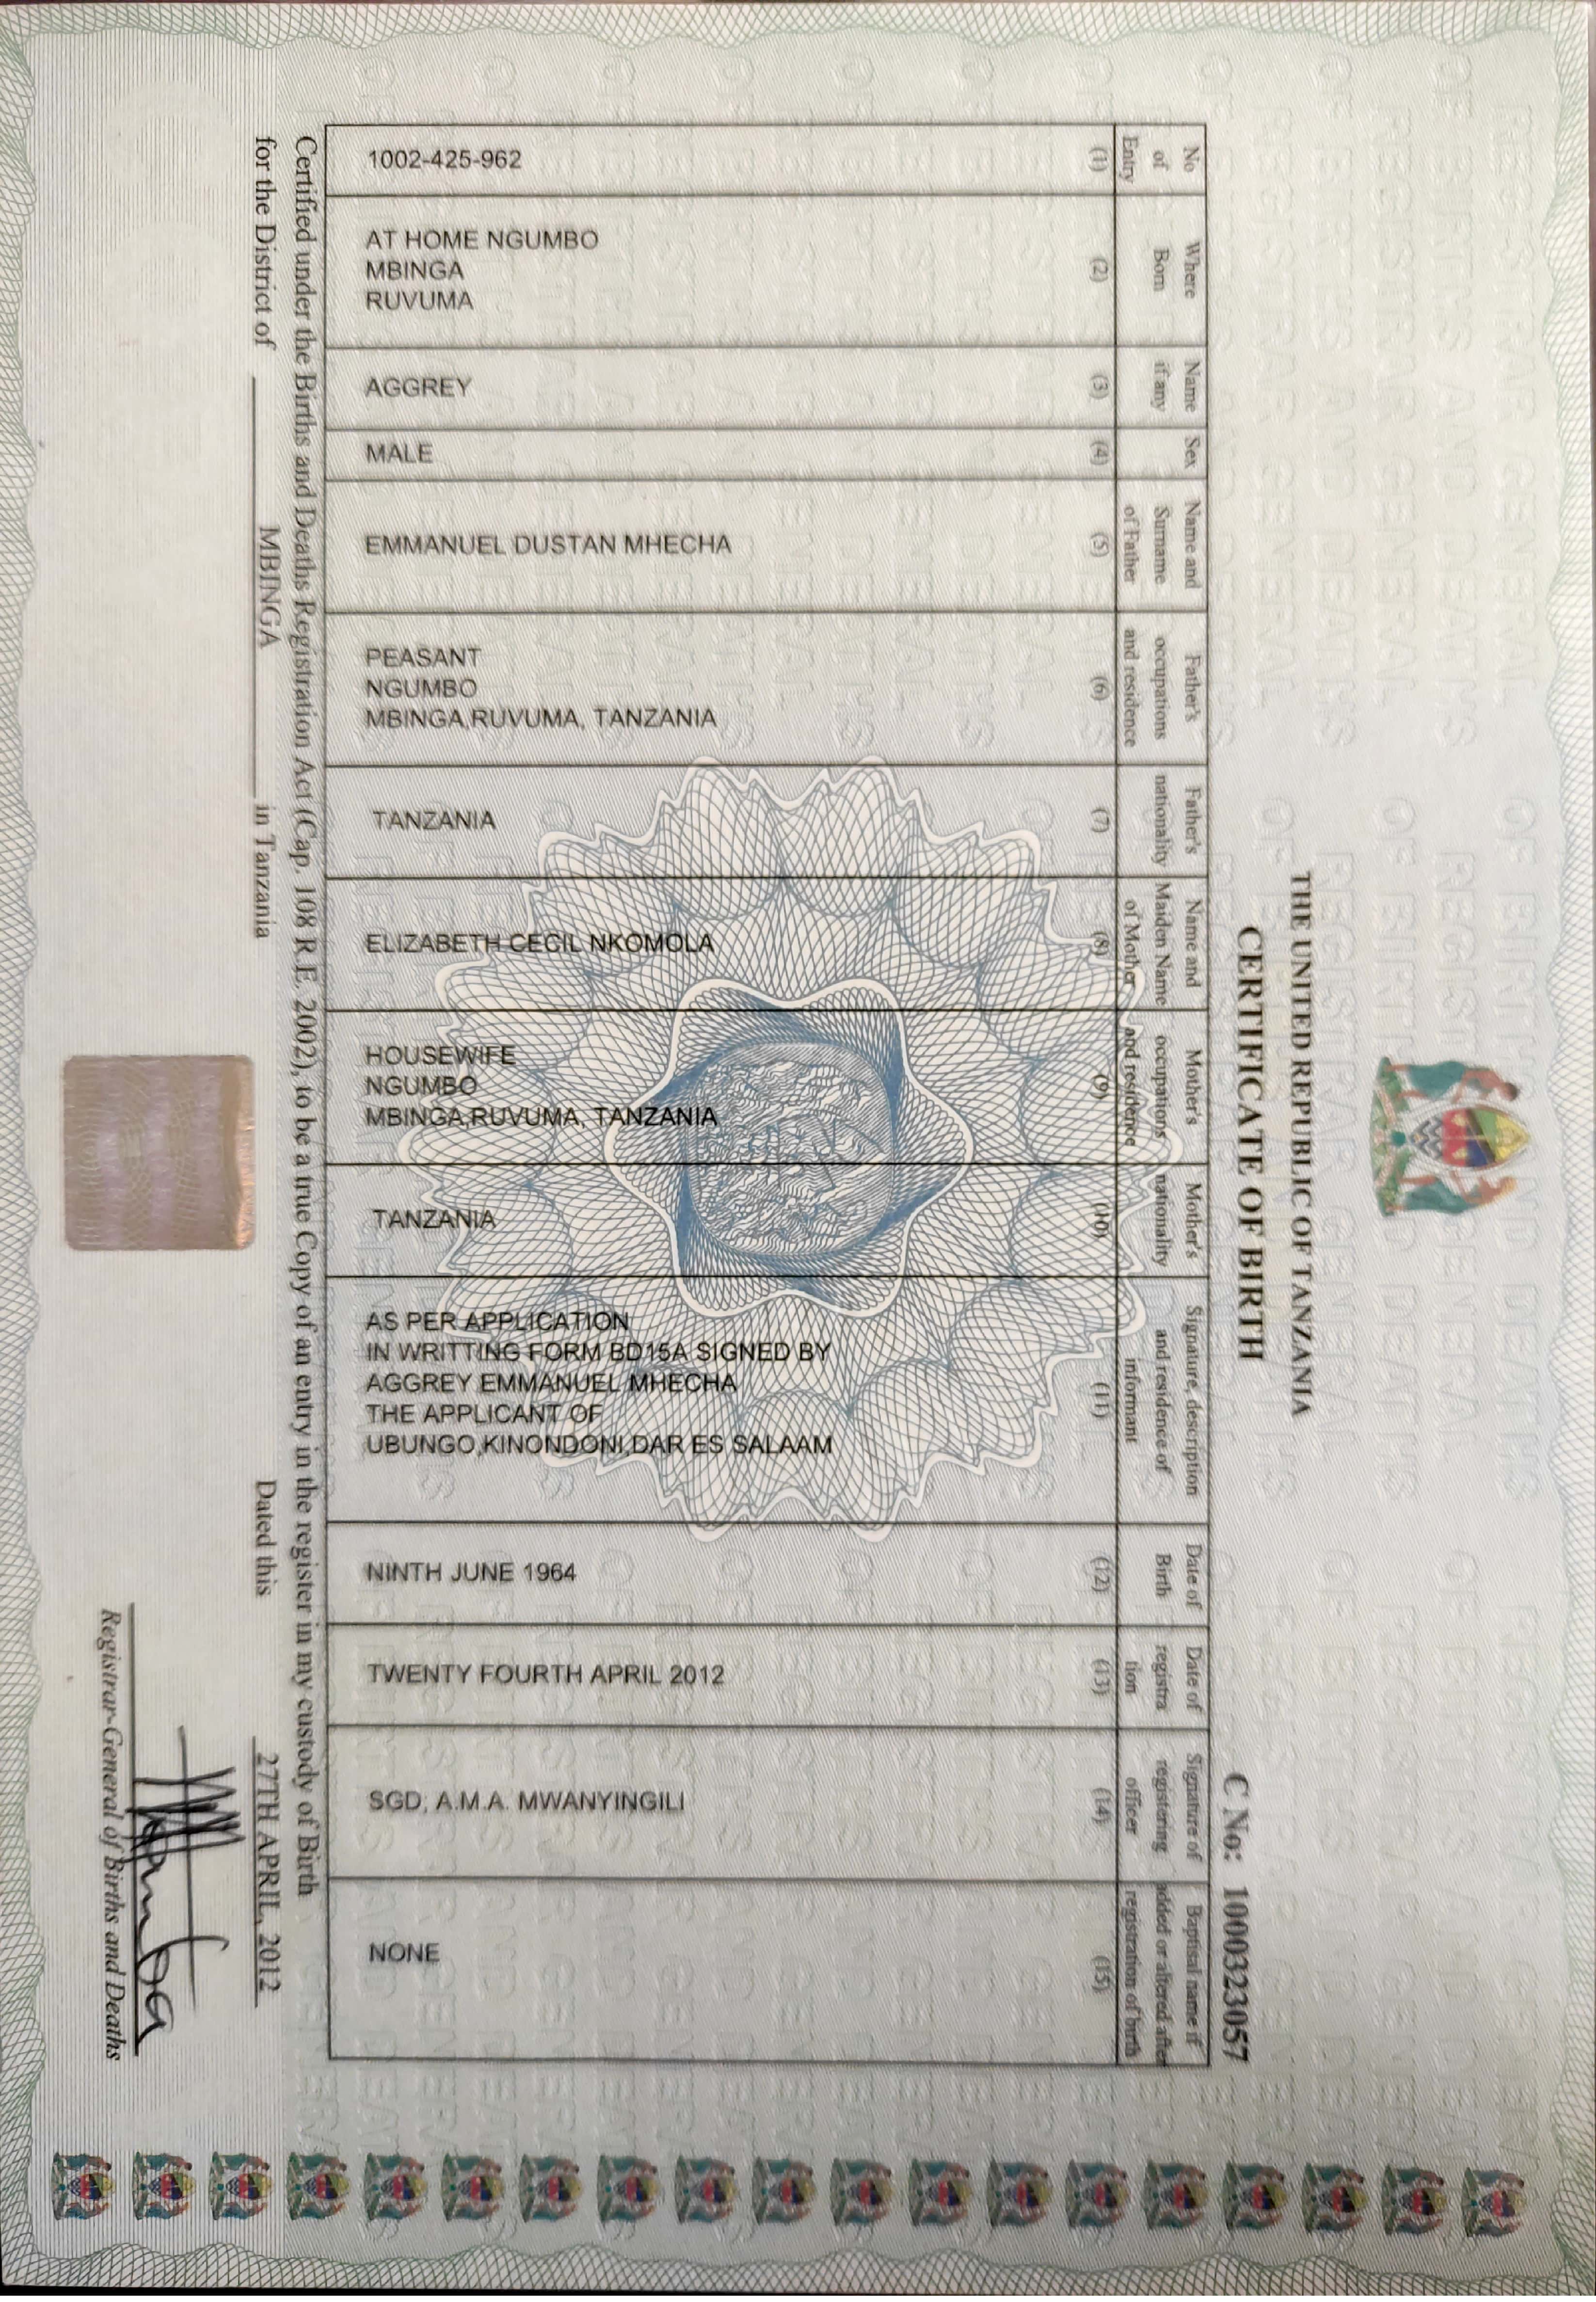 THE UNITED REPUBLIC OF TANZANIA
CERTIFICATE OF BIRTH
C No: 1000323057
No of Entry
(1)
1002-425-962
Where Born
(2)
AT HOME NGUMBO
MBINGA
RUVUMA
Name if any
(3)
AGGREY
Sex
(4)
MALE
Name and Surname of Father
(5)
EMMANUEL DUSTAN MHECHA
Father's occupations and residence
(6)
PEASANT
NGUMBO
MBINGA,RUVUMA, TANZANIA
Father's nationality
(7)
TANZANIA
Name and Maiden Name of Mother
(8)
ELIZABETH CECIL NKOMOLA
Mother's occupations and residence
(9)
HOUSEWIFE
NGUMBO
MBINGA,RUVUMA, TANZANIA
Mother's nationality
(10)
TANZANIA
Signature, description and residence of informant
(11)
AS PER APPLICATION
IN WRITTING FORM BD15A SIGNED BY
AGGREY EMMANUEL MHECHA
THE APPLICANT OF
UBUNGO,KINONDONI,DAR ES SALAAM
Date of Birth
(12)
NINTH JUNE 1964
Date of registra tion
(13)
TWENTY FOURTH APRIL 2012
Signature of registering officer
(14)
SGD, A.M.A. MWANYINGILI
Baptismal name if added or altered after registration of birth
(15)
NONE
Certified under the Births and Deaths Registration Act (Cap. 108 R.E. 2002), to be a true Copy of an entry in the register in my custody of Birth
for the District of MBINGA in Tanzania Dated this 27TH APRIL, 2012
Registrar-General of Births and Deaths